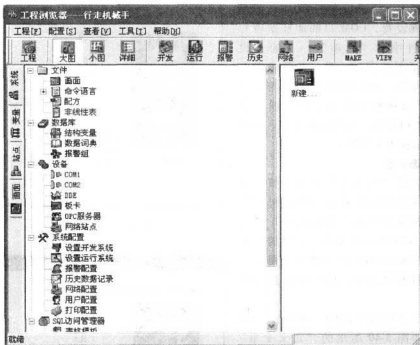 工程浏览器---行走机械手
工程[F] 配置[S] 查看[V] 工具[T] 帮助[H]
工程 大图 小图 详细 开发 运行 报警 历史 网络 用户 MAKE VIEW
系统
变量
站点
画面
文件
画面
命令语言
配方
非线性表
数据库
结构变量
数据词典
报警组
设备
COM1
COM2
DDE
板卡
OPC服务器
网络站点
系统配置
设置开发系统
设置运行系统
报警配置
历史数据记录
网络配置
用户配置
打印配置
SQL访问管理器
新建...
就绪